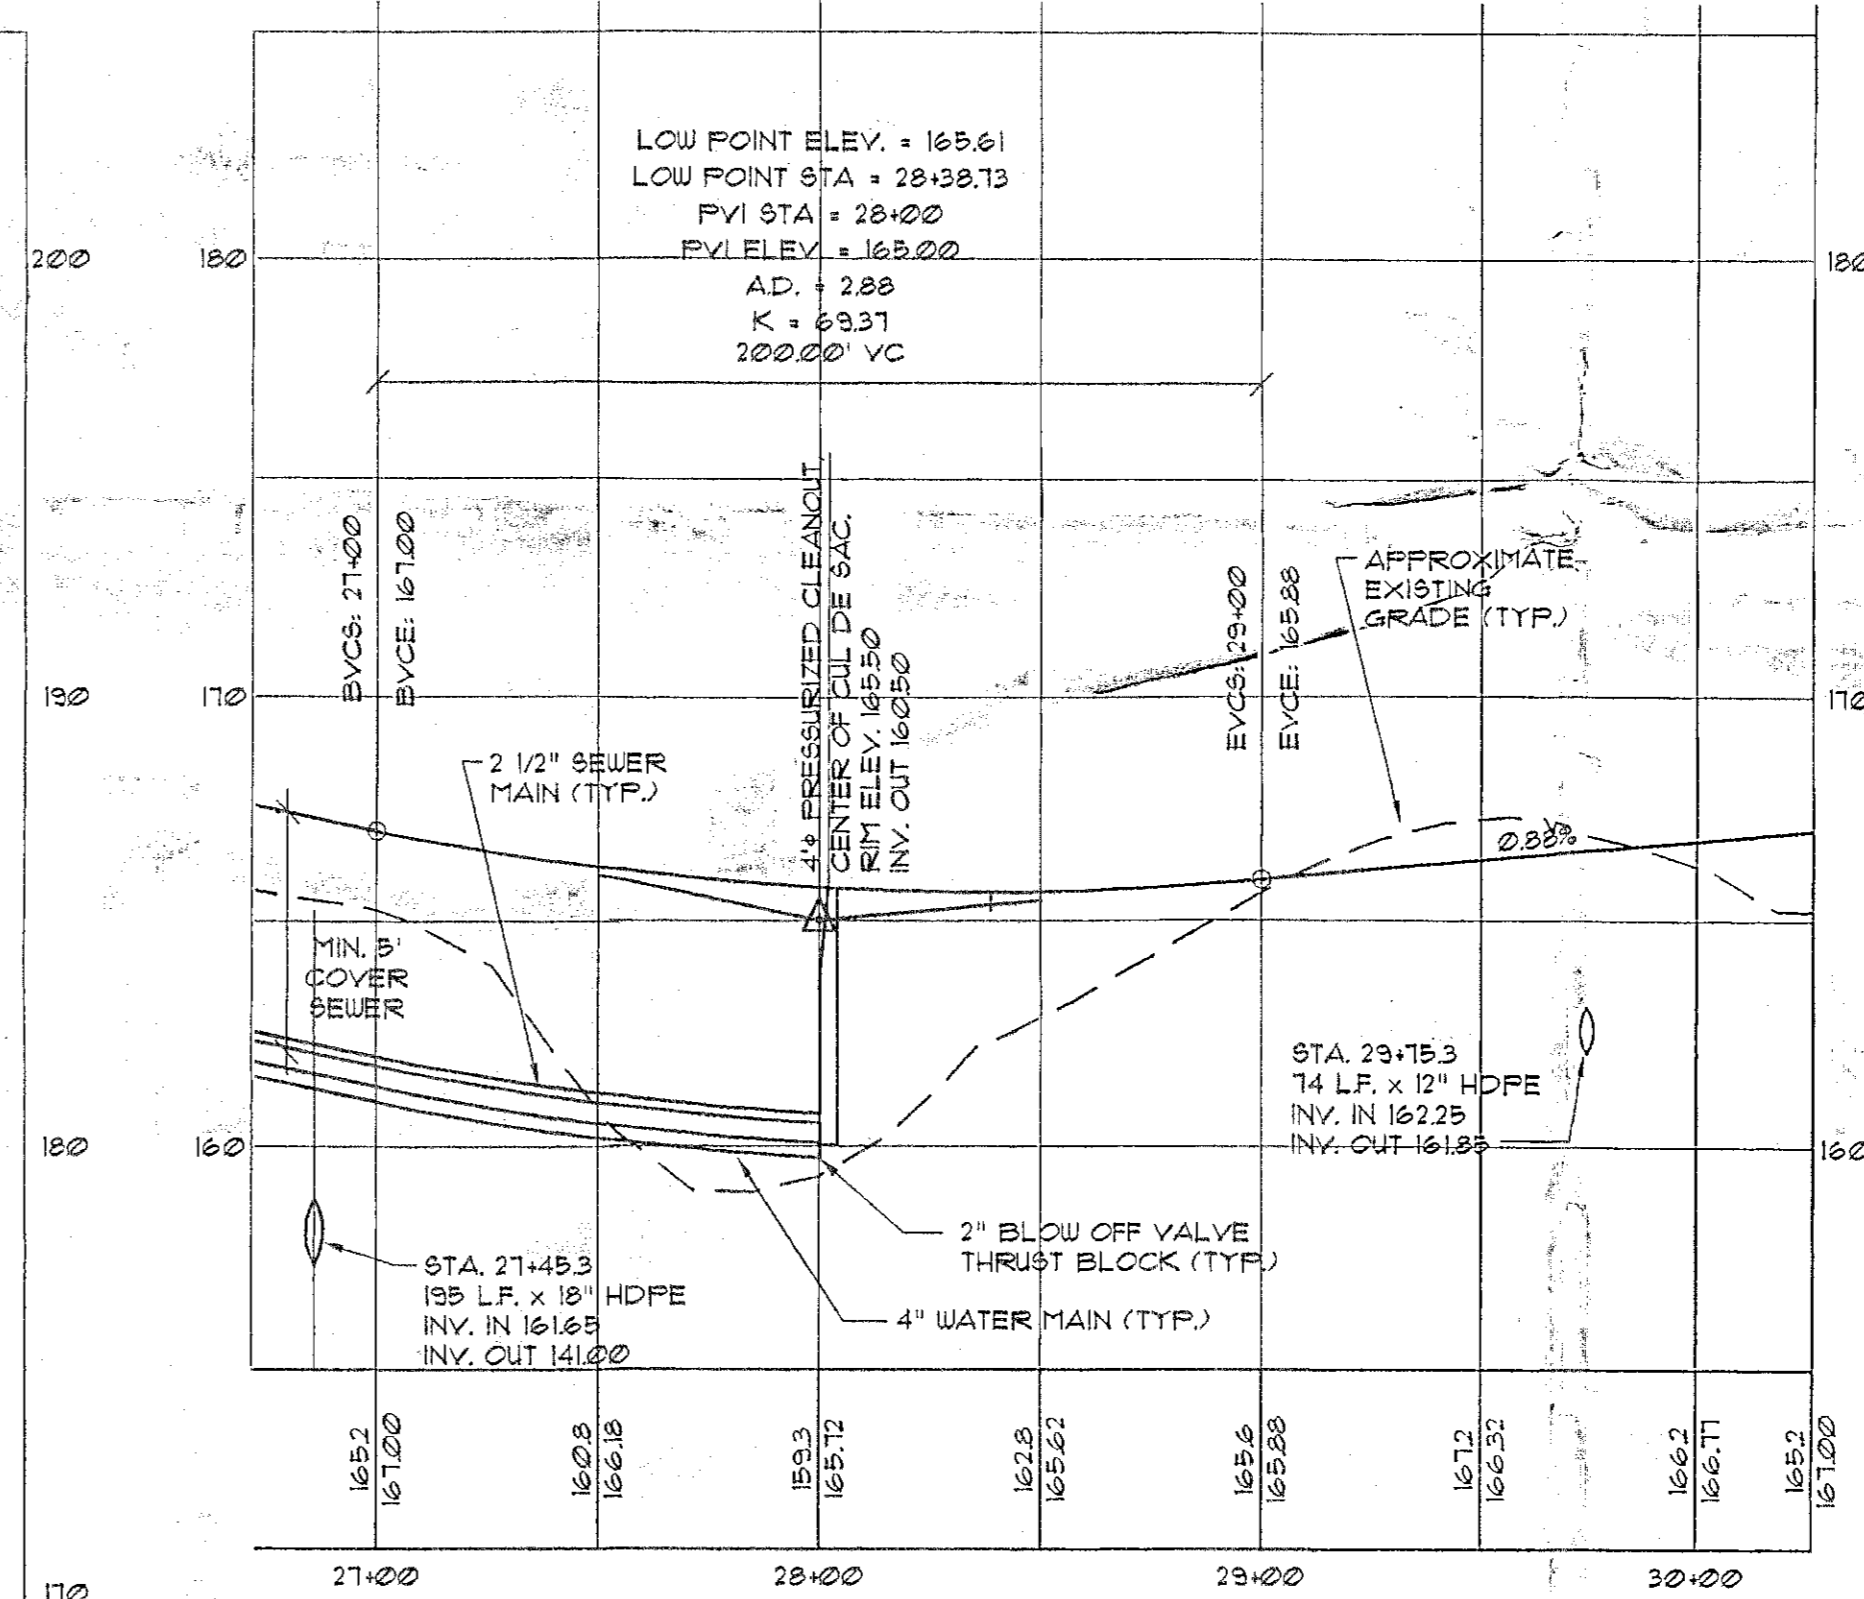 LOW POINT ELEV. = 165.61
LOW POINT STA = 28+38.73
PVI STA = 28+00
PVI ELEV. = 165.00
A.D. = 2.88
K = 69.37
200.00' VC
200
180
180
190
170
170
180
160
160
170
BVCS: 27+00
BVCE: 167.00
4'ø PRESSURIZED CLEANOUT,
CENTER OF CUL DE SAC.
RIM ELEV. 165.50
INV. OUT 160.50
EVCS: 29+00
EVCE: 165.88
APPROXIMATE
EXISTING
GRADE (TYP.)
2 1/2" SEWER
MAIN (TYP.)
0.88%
MIN. 5'
COVER
SEWER
STA. 29+75.3
74 L.F. x 12" HDPE
INV. IN 162.25
INV. OUT 161.85
2" BLOW OFF VALVE
THRUST BLOCK (TYP.)
STA. 27+45.3
195 L.F. x 18" HDPE
INV. IN 161.65
INV. OUT 141.00
4" WATER MAIN (TYP.)
165.2
167.00
160.8
166.18
159.3
165.72
162.8
165.62
165.6
165.88
167.2
166.32
166.2
166.77
165.2
167.00
27+00
28+00
29+00
30+00